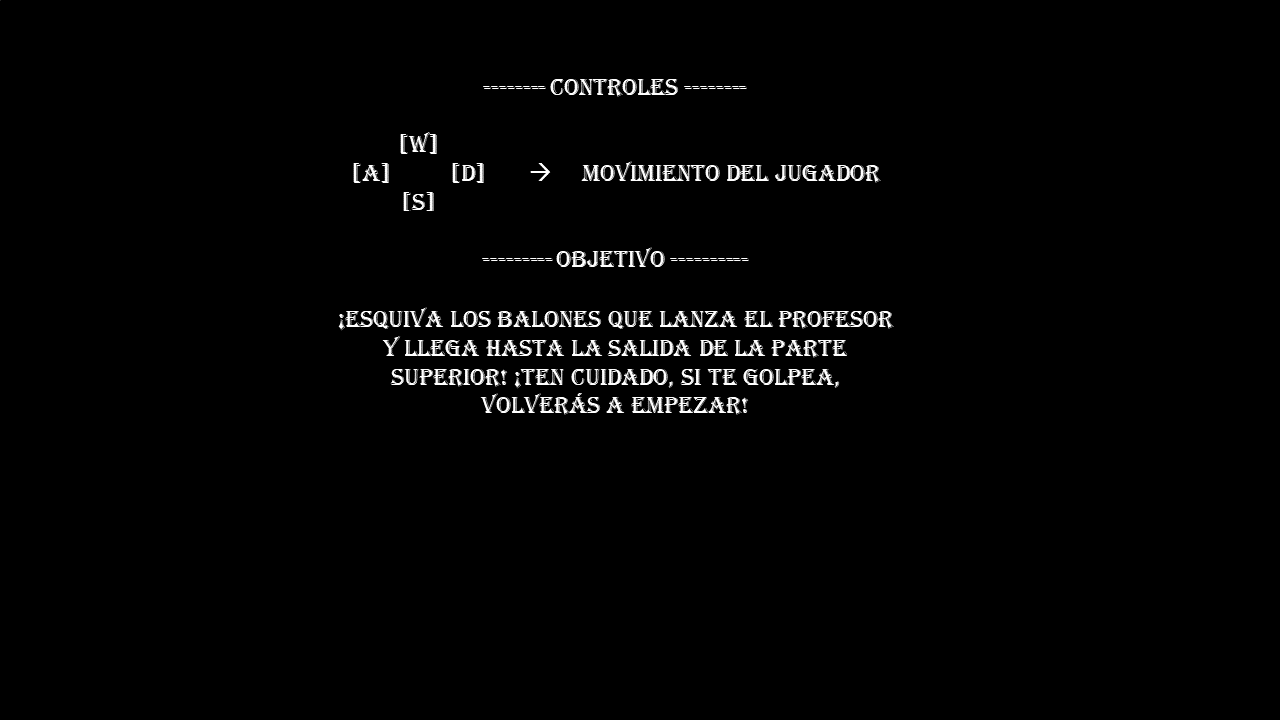 -------- CONTROLES --------
[W]
[A] [D] → MOVIMIENTO DEL JUGADOR
[S]
--------- OBJETIVO ----------
¡ESQUIVA LOS BALONES QUE LANZA EL PROFESOR
Y LLEGA HASTA LA SALIDA DE LA PARTE
SUPERIOR! ¡TEN CUIDADO, SI TE GOLPEA,
VOLVERÁS A EMPEZAR!